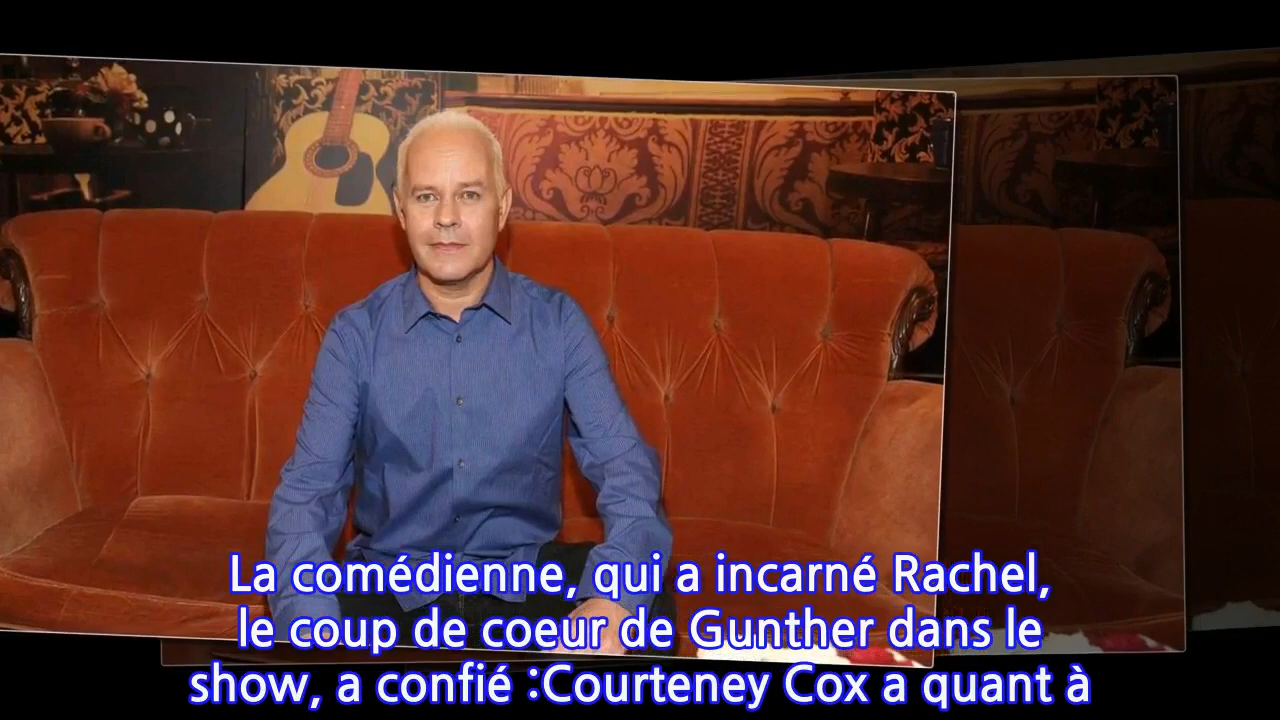 La comédienne, qui a incarné Rachel,
le coup de coeur de Gunther dans le
show, a confié :Courteney Cox a quant à